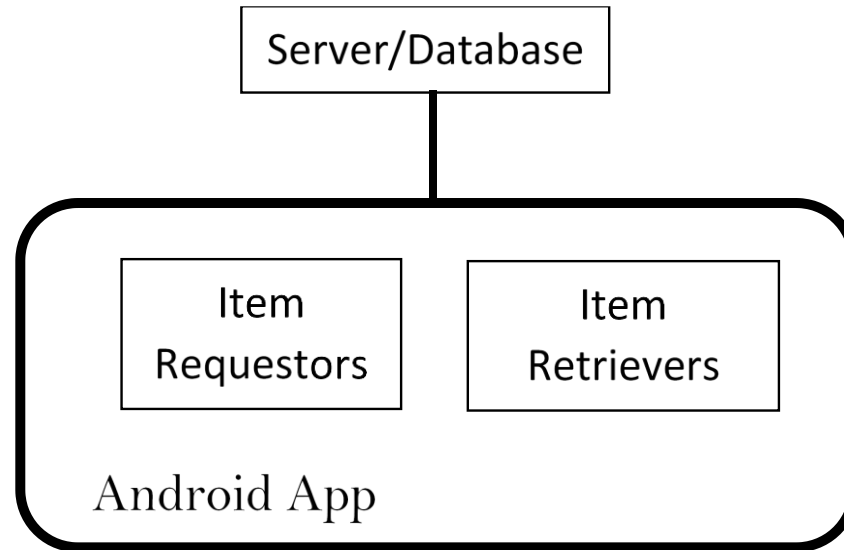 Server/Database
Item
Requestors
Item
Retrievers
Android App